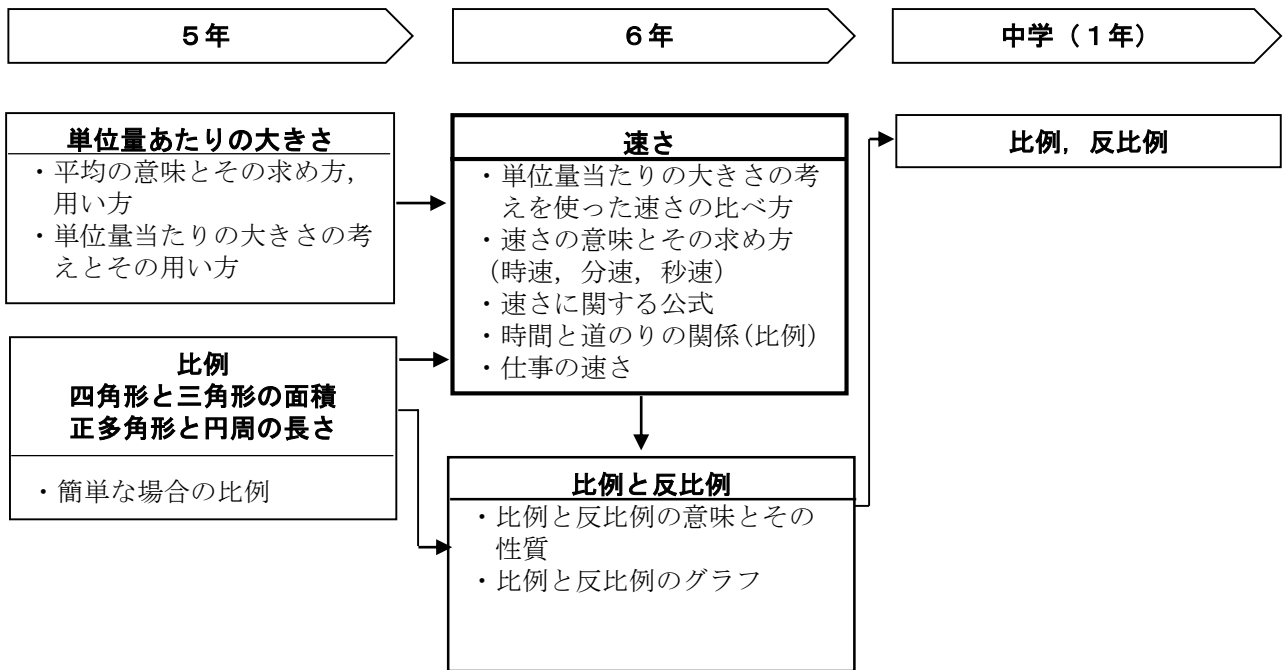 5年
6年
中学（1年）
単位量あたりの大きさ
・平均の意味とその求め方，
用い方
・単位量当たりの大きさの考
えとその用い方
比例
四角形と三角形の面積
正多角形と円周の長さ
・簡単な場合の比例
速さ
・単位量当たりの大きさの考
えを使った速さの比べ方
・速さの意味とその求め方
(時速，分速，秒速)
・速さに関する公式
・時間と道のりの関係(比例)
・仕事の速さ
比例と反比例
・比例と反比例の意味とその
性質
・比例と反比例のグラフ
比例，反比例